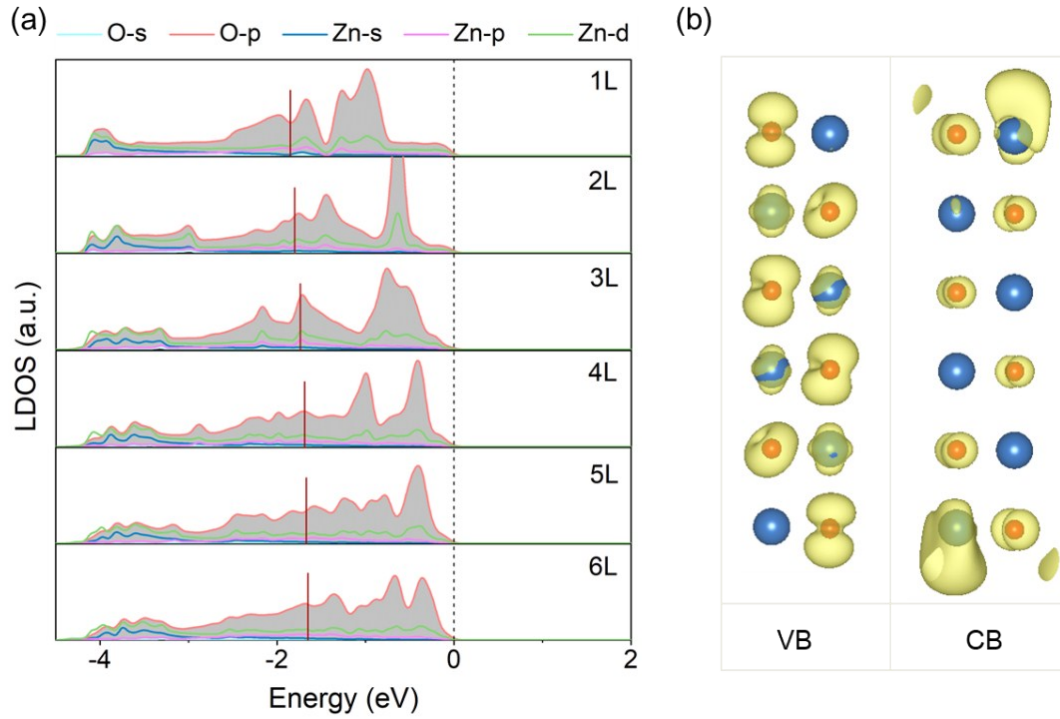 (a)
O-s O-p Zn-s Zn-p Zn-d
1L
2L
3L
4L
5L
6L
LDOS (a.u.)
-4 -2 0 2
Energy (eV)
(b)
VB CB